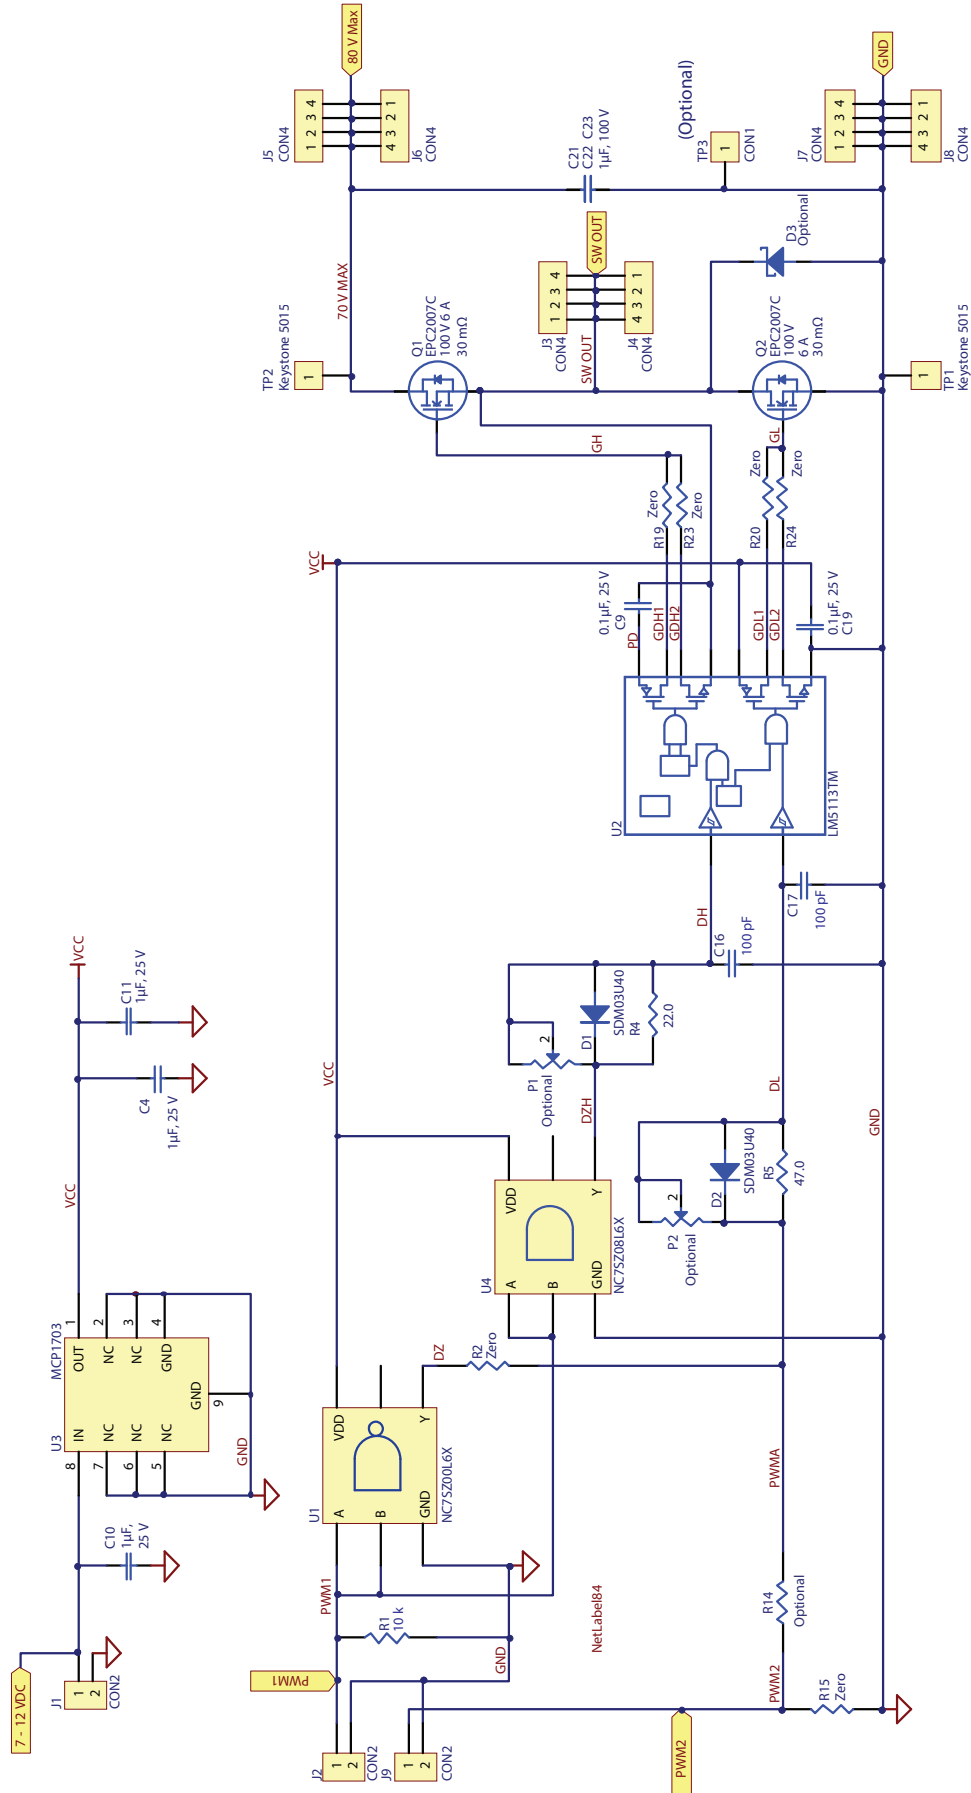 7 - 12 VDC
J1
1
2
CON2
C10
1µF,
25 V
U3
MCP1703
8
IN
OUT
1
7
NC
NC
2
6
NC
NC
3
5
NC
GND
4
GND
9
GND
VCC
C4
1µF, 25 V
C11
1µF, 25 V
VCC
J2
1
2
CON2
J9
1
2
CON2
PWM1
PWM1
R1
10 k
GND
U1
A
VDD
B
GND
Y
NC7SZ00L6X
DZ
R2
Zero
NetLabel84
PWM2
PWM2
R15
Zero
R14
Optional
PWMA
U4
A
VDD
B
GND
Y
NC7SZ08L6X
VCC
DZH
P1
Optional
2
D1
SDM03U40
R4
22.0
P2
Optional
2
D2
SDM03U40
R5
47.0
DL
GND
DH
C16
100 pF
C17
100 pF
U2
LM5113TM
VCC
0.1µF, 25 V
C9
PD
GDH1
GDH2
GDL1
GDL2
0.1µF, 25 V
C19
R19
Zero
R23
Zero
R20
Zero
R24
Zero
GH
GL
TP2
Keystone 5015
1
70 V MAX
Q1
EPC2007C
100 V 6 A
30 mΩ
SW OUT
J3
CON4
1 2 3 4
J4
CON4
4 3 2 1
SW OUT
Q2
EPC2007C
100 V
6 A
30 mΩ
TP1
Keystone 5015
1
D3
Optional
C21
C22 C23
1µF, 100 V
TP3
1
CON1
(Optional)
J5
CON4
1 2 3 4
J6
CON4
4 3 2 1
80 V Max
J7
CON4
1 2 3 4
J8
CON4
4 3 2 1
GND